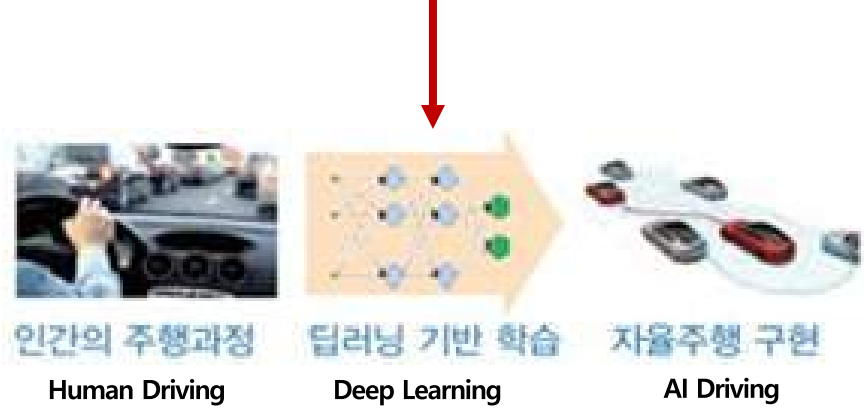 인간의 주행과정
딥러닝 기반 학습
자율주행 구현
Human Driving
Deep Learning
AI Driving